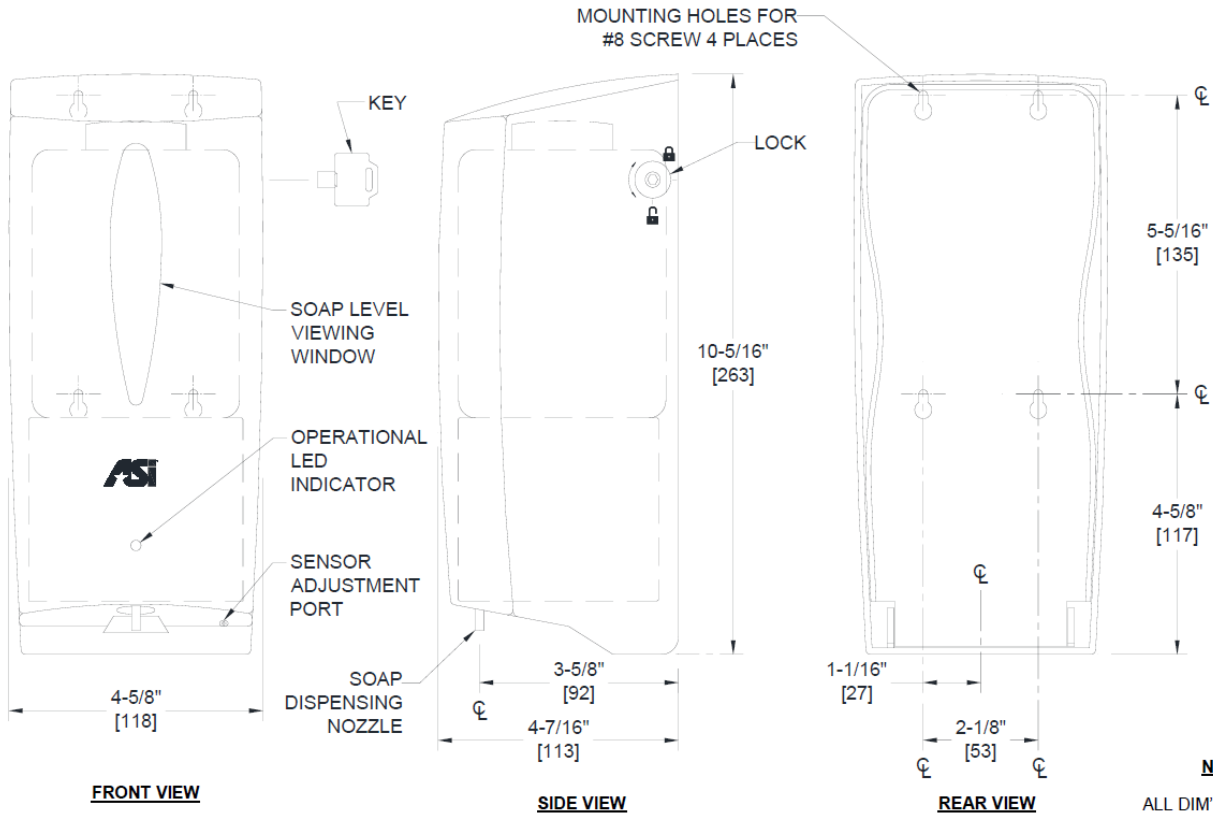 MOUNTING HOLES FOR
#8 SCREW 4 PLACES
KEY
LOCK
℄
5-5/16"
[135]
SOAP LEVEL
VIEWING
WINDOW
10-5/16"
[263]
℄
OPERATIONAL
LED
INDICATOR
ASi
4-5/8"
[117]
SENSOR
ADJUSTMENT
PORT
℄
4-5/8"
[118]
SOAP
DISPENSING
NOZZLE
℄
3-5/8"
[92]
4-7/16"
[113]
1-1/16"
[27]
2-1/8"
[53]
℄
℄
FRONT VIEW
SIDE VIEW
REAR VIEW
N
ALL DIM'